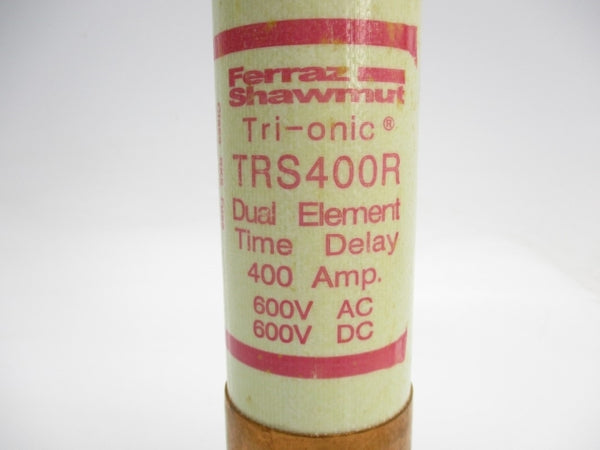 Ferraz
Shawmut
Tri-onic®
TRS400R
Dual Element
Time Delay
400 Amp.
600V AC
600V DC